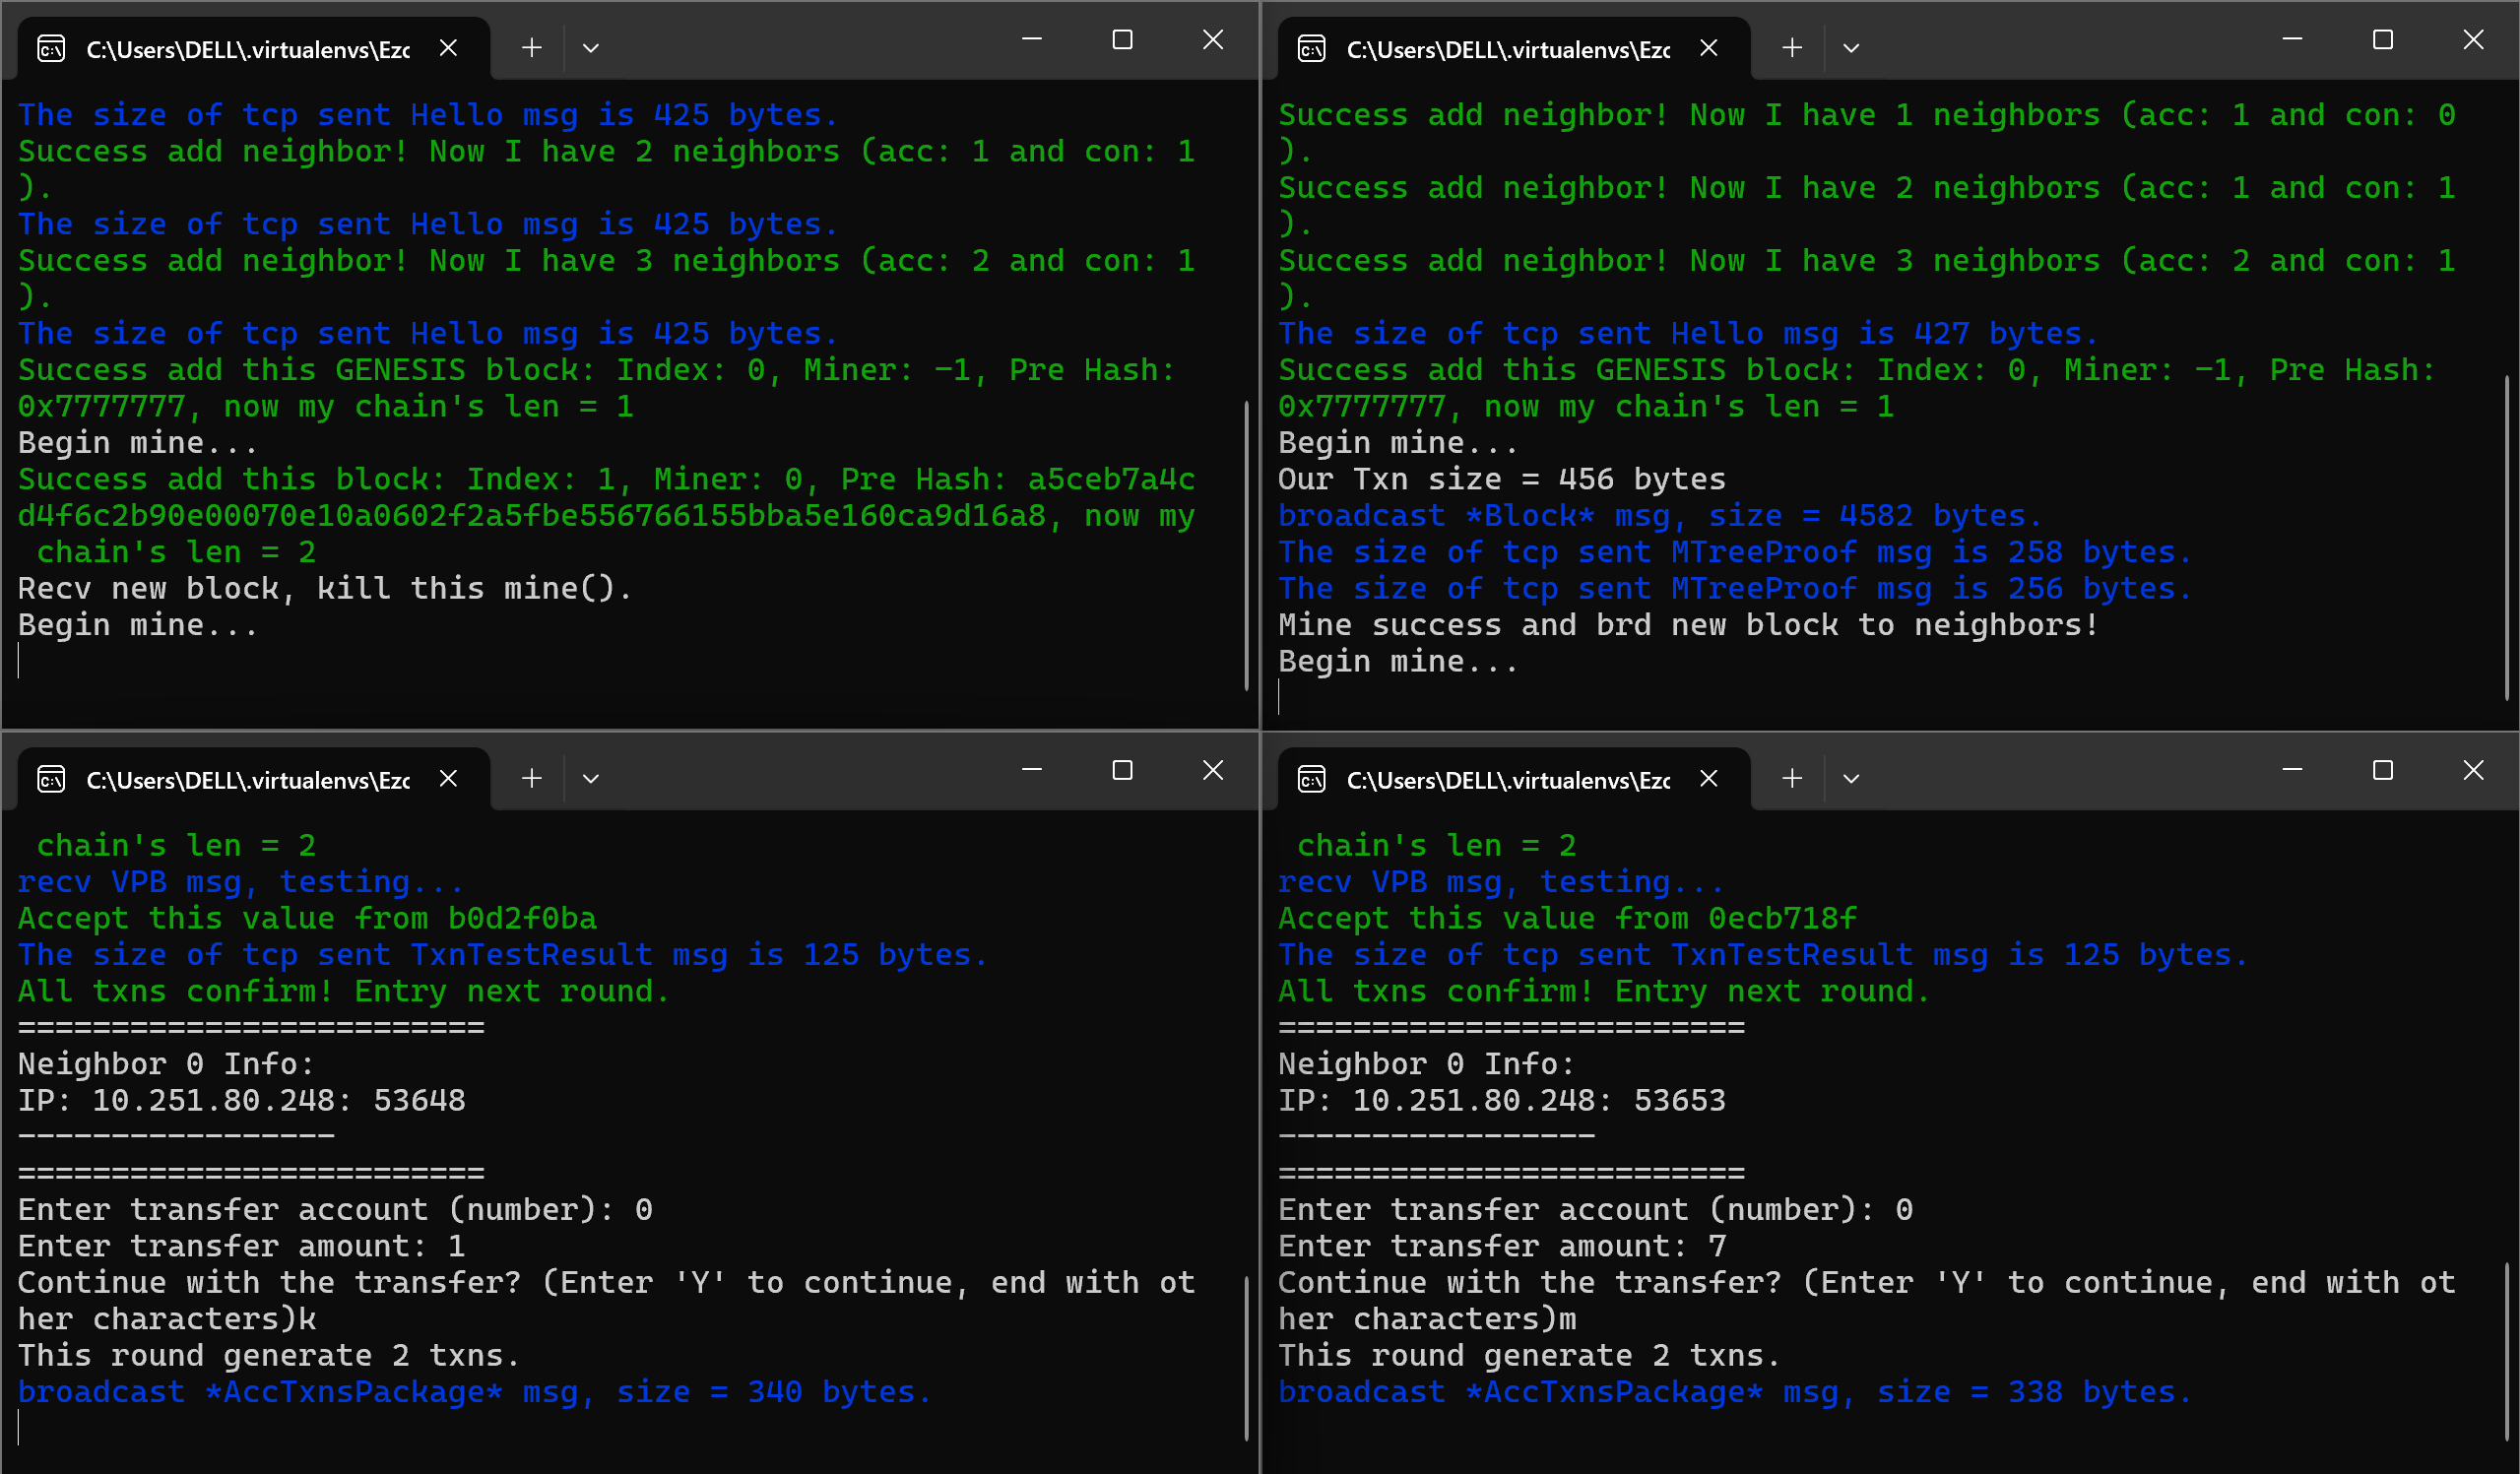 C:\Users\DELL\.virtualenvs\Ezc
The size of tcp sent Hello msg is 425 bytes.
Success add neighbor! Now I have 2 neighbors (acc: 1 and con: 1
).
The size of tcp sent Hello msg is 425 bytes.
Success add neighbor! Now I have 3 neighbors (acc: 2 and con: 1
).
The size of tcp sent Hello msg is 425 bytes.
Success add this GENESIS block: Index: 0, Miner: -1, Pre Hash:
0x7777777, now my chain's len = 1
Begin mine...
Success add this block: Index: 1, Miner: 0, Pre Hash: a5ceb7a4c
d4f6c2b90e00070e10a0602f2a5fbe556766155bba5e160ca9d16a8, now my
chain's len = 2
Recv new block, kill this mine().
Begin mine...
C:\Users\DELL\.virtualenvs\Ezc
Success add neighbor! Now I have 1 neighbors (acc: 1 and con: 0
).
Success add neighbor! Now I have 2 neighbors (acc: 1 and con: 1
).
Success add neighbor! Now I have 3 neighbors (acc: 2 and con: 1
).
The size of tcp sent Hello msg is 427 bytes.
Success add this GENESIS block: Index: 0, Miner: -1, Pre Hash:
0x7777777, now my chain's len = 1
Begin mine...
Our Txn size = 456 bytes
broadcast *Block* msg, size = 4582 bytes.
The size of tcp sent MTreeProof msg is 258 bytes.
The size of tcp sent MTreeProof msg is 256 bytes.
Mine success and brd new block to neighbors!
Begin mine...
C:\Users\DELL\.virtualenvs\Ezc
chain's len = 2
recv VPB msg, testing...
Accept this value from b0d2f0ba
The size of tcp sent TxnTestResult msg is 125 bytes.
All txns confirm! Entry next round.
=========================
Neighbor 0 Info:
IP: 10.251.80.248: 53648
-----------------
=========================
Enter transfer account (number): 0
Enter transfer amount: 1
Continue with the transfer? (Enter 'Y' to continue, end with ot
her characters)k
This round generate 2 txns.
broadcast *AccTxnsPackage* msg, size = 340 bytes.
C:\Users\DELL\.virtualenvs\Ezc
chain's len = 2
recv VPB msg, testing...
Accept this value from 0ecb718f
The size of tcp sent TxnTestResult msg is 125 bytes.
All txns confirm! Entry next round.
=========================
Neighbor 0 Info:
IP: 10.251.80.248: 53653
-----------------
=========================
Enter transfer account (number): 0
Enter transfer amount: 7
Continue with the transfer? (Enter 'Y' to continue, end with ot
her characters)m
This round generate 2 txns.
broadcast *AccTxnsPackage* msg, size = 338 bytes.